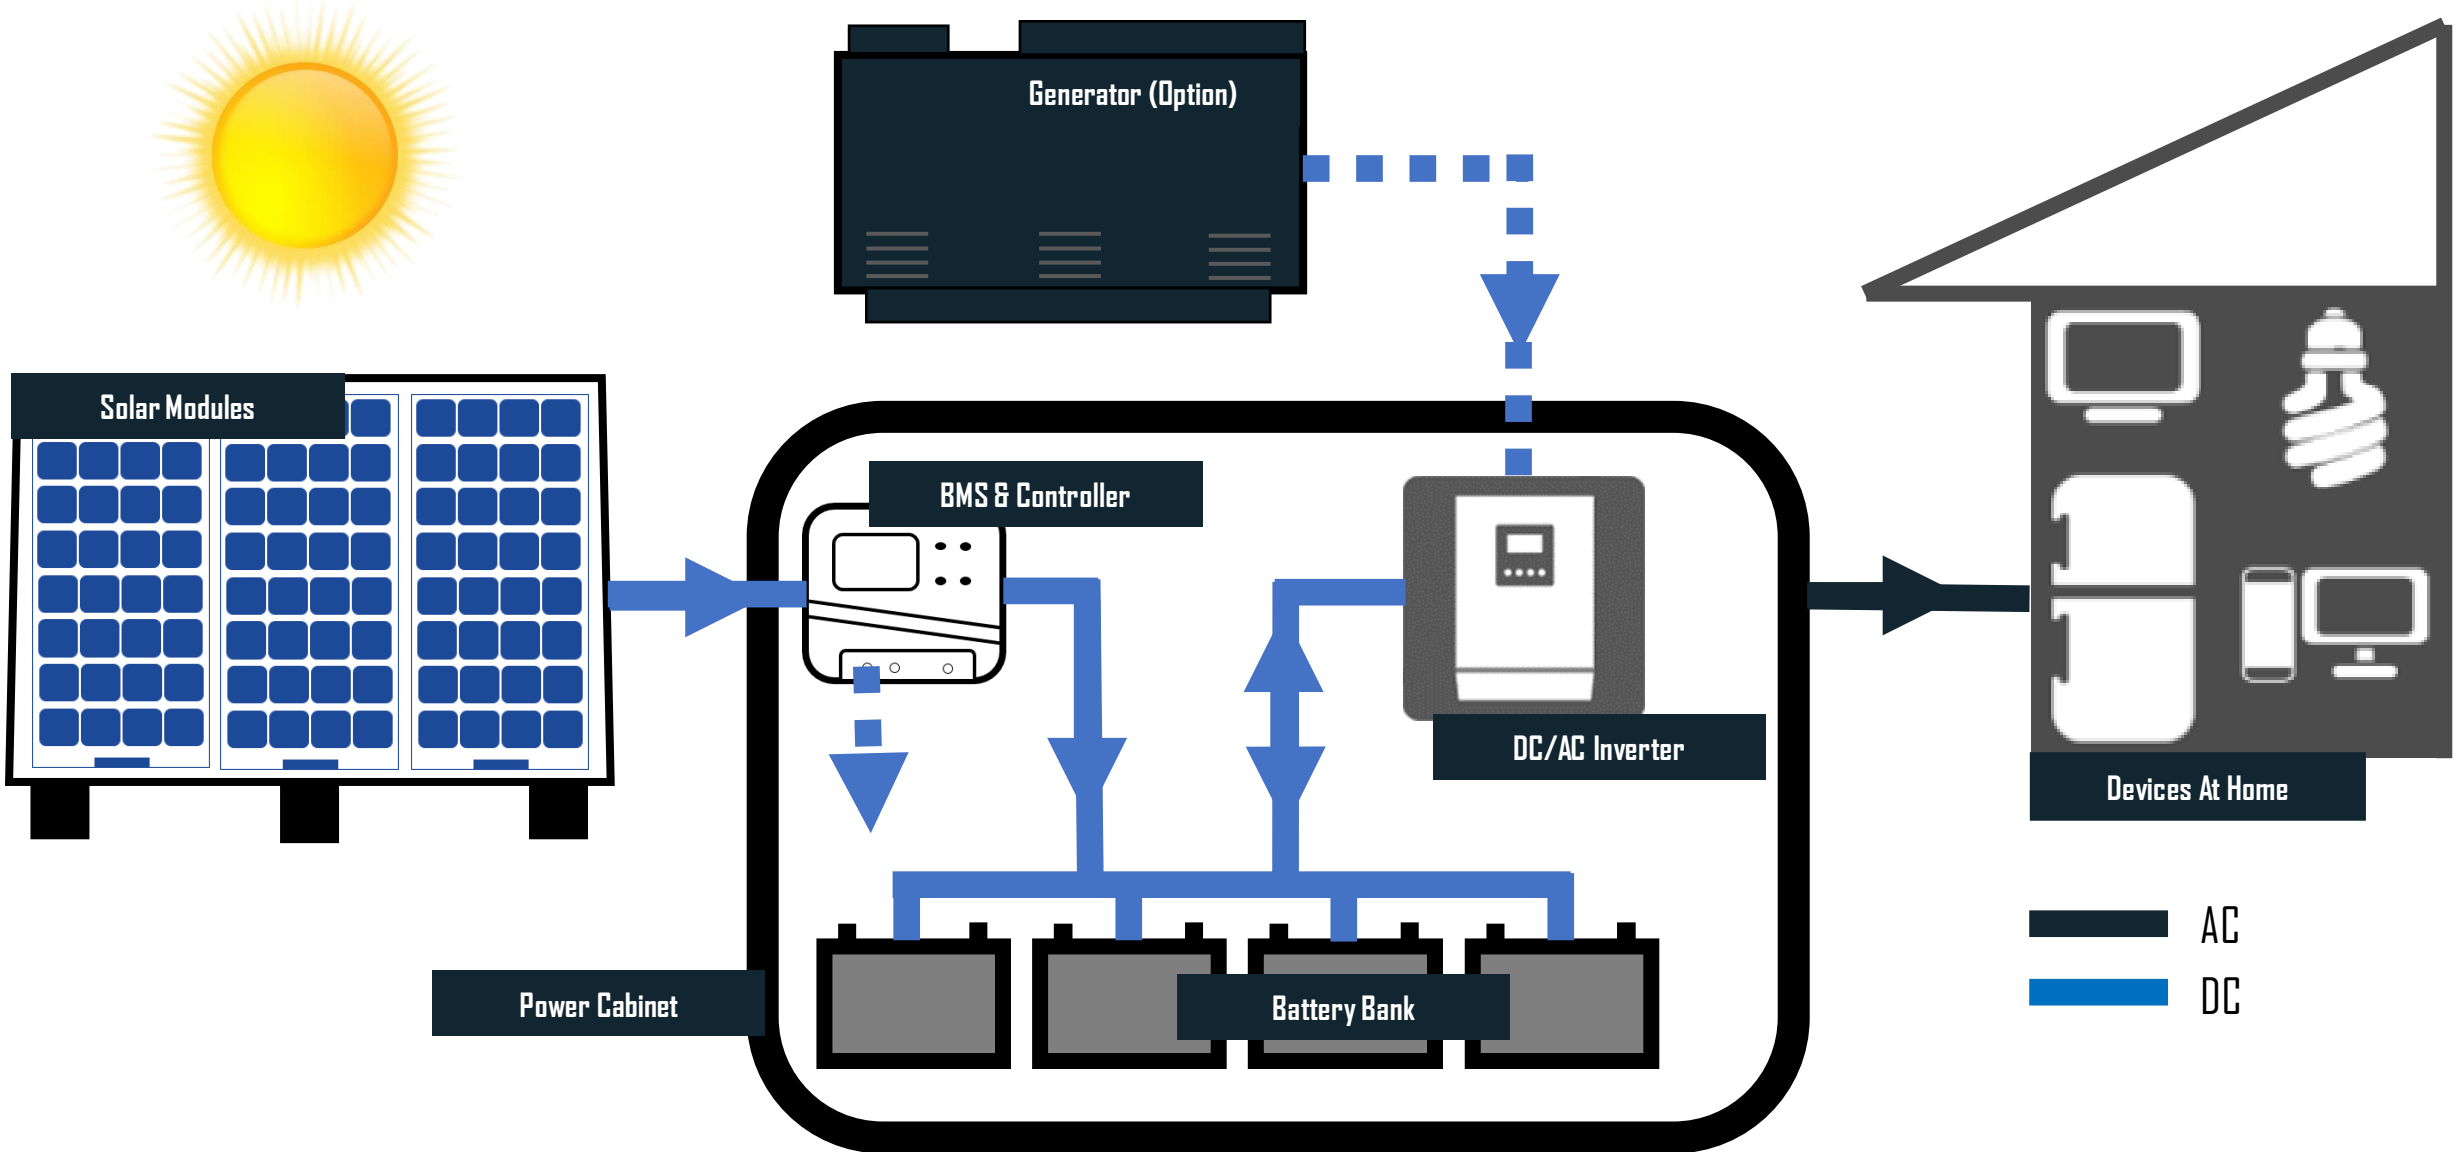 Generator (Option)
Solar Modules
BMS & Controller
DC/AC Inverter
Devices At Home
AC
DC
Power Cabinet
Battery Bank